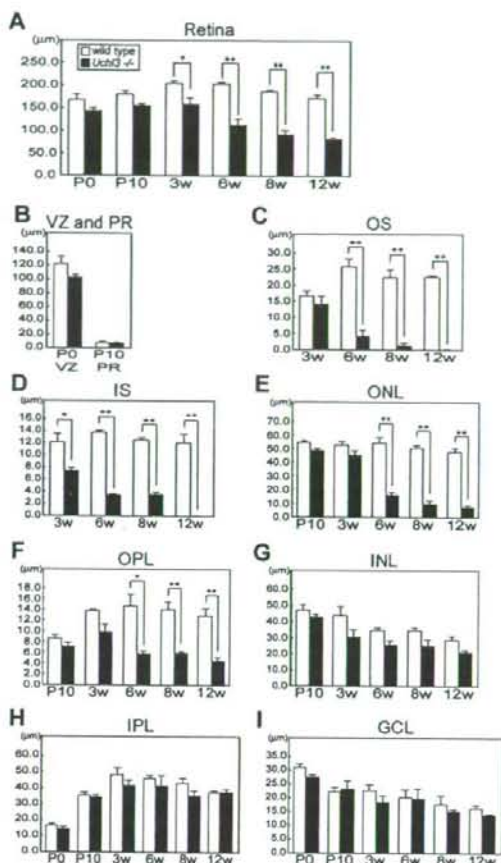 A
Retina
(μm)
wild type
Uchl3 -/-
* ** ** **
200.0
150.0
100.0
50.0
0.0
P0 P10 3w 6w 8w 12w
B
VZ and PR
(μm)
140.0
120.0
100.0
80.0
60.0
40.0
20.0
0.0
P0 P10
VZ PR
C
OS
(μm)
** ** **
30.0
25.0
20.0
15.0
10.0
5.0
0.0
3w 6w 8w 12w
D
IS
(μm)
* ** ** **
16.0
14.0
12.0
10.0
8.0
6.0
4.0
2.0
0.0
3w 6w 8w 12w
E
ONL
(μm)
** ** **
80.0
70.0
60.0
50.0
40.0
30.0
20.0
10.0
0.0
P10 3w 6w 8w 12w
F
OPL
(μm)
* ** **
18.0
16.0
14.0
12.0
10.0
8.0
6.0
4.0
2.0
0.0
P10 3w 6w 8w 12w
G
INL
(μm)
60.0
50.0
40.0
30.0
20.0
10.0
0.0
P10 3w 6w 8w 12w
H
IPL
(μm)
60.0
50.0
40.0
30.0
20.0
10.0
0.0
P0 P10 3w 6w 8w 12w
I
GCL
(μm)
35.0
30.0
25.0
20.0
15.0
10.0
5.0
0.0
P0 P10 3w 6w 8w 12w